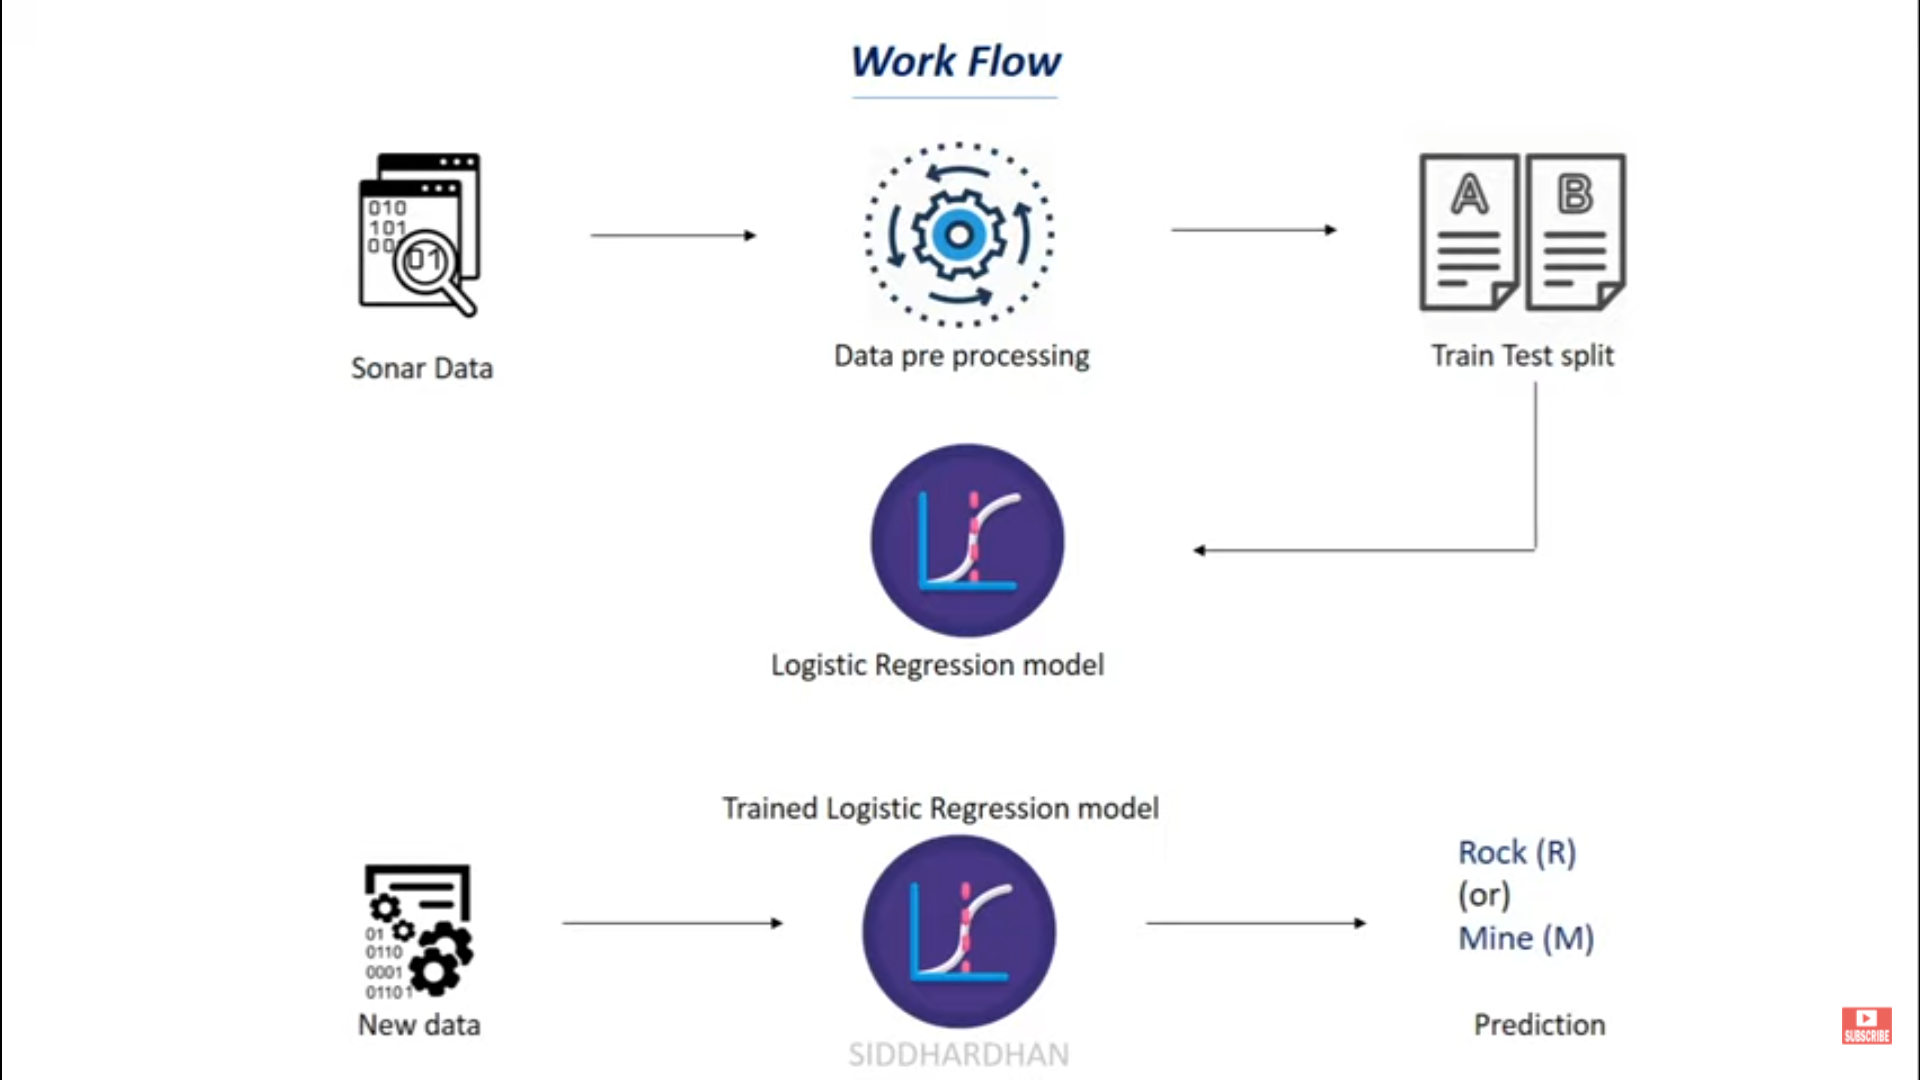 Work Flow
010
101
00
01
A
B
Sonar Data
Data pre processing
Train Test split
Logistic Regression model
Trained Logistic Regression model
Rock (R)
(or)
Mine (M)
01
0110
0001
01101
New data
Prediction
SIDDHARDHAN
SUBSCRIBE